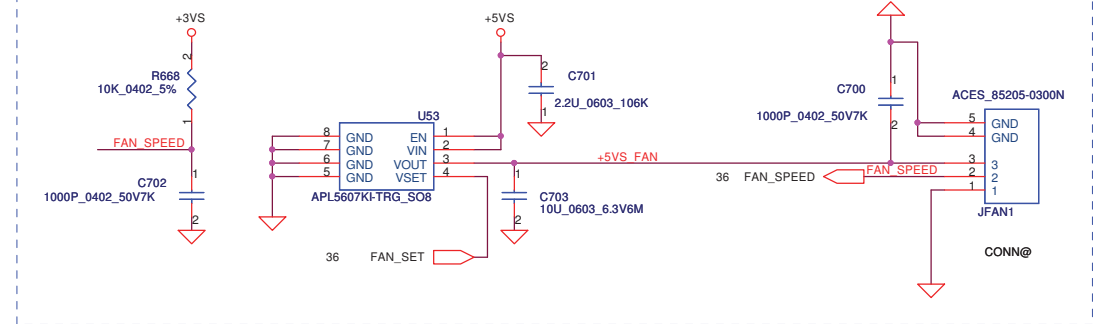 +3VS
2
R668
10K_0402_5%
1
FAN_SPEED
1
C702
1000P_0402_50V7K
2
+5VS
2
C701
2.2U_0603_106K
1
U53
8 GND EN 1
7 GND VIN 2
6 GND VOUT 3
5 GND VSET 4
APL5607KI-TRG_SO8
+5VS_FAN
1
C703
10U_0603_6.3V6M
2
36 FAN_SET
1
C700
1000P_0402_50V7K
2
ACES_85205-0300N
5 GND
4 GND
3 3
2 2
1 1
36 FAN_SPEED
FAN_SPEED
JFAN1
CONN@